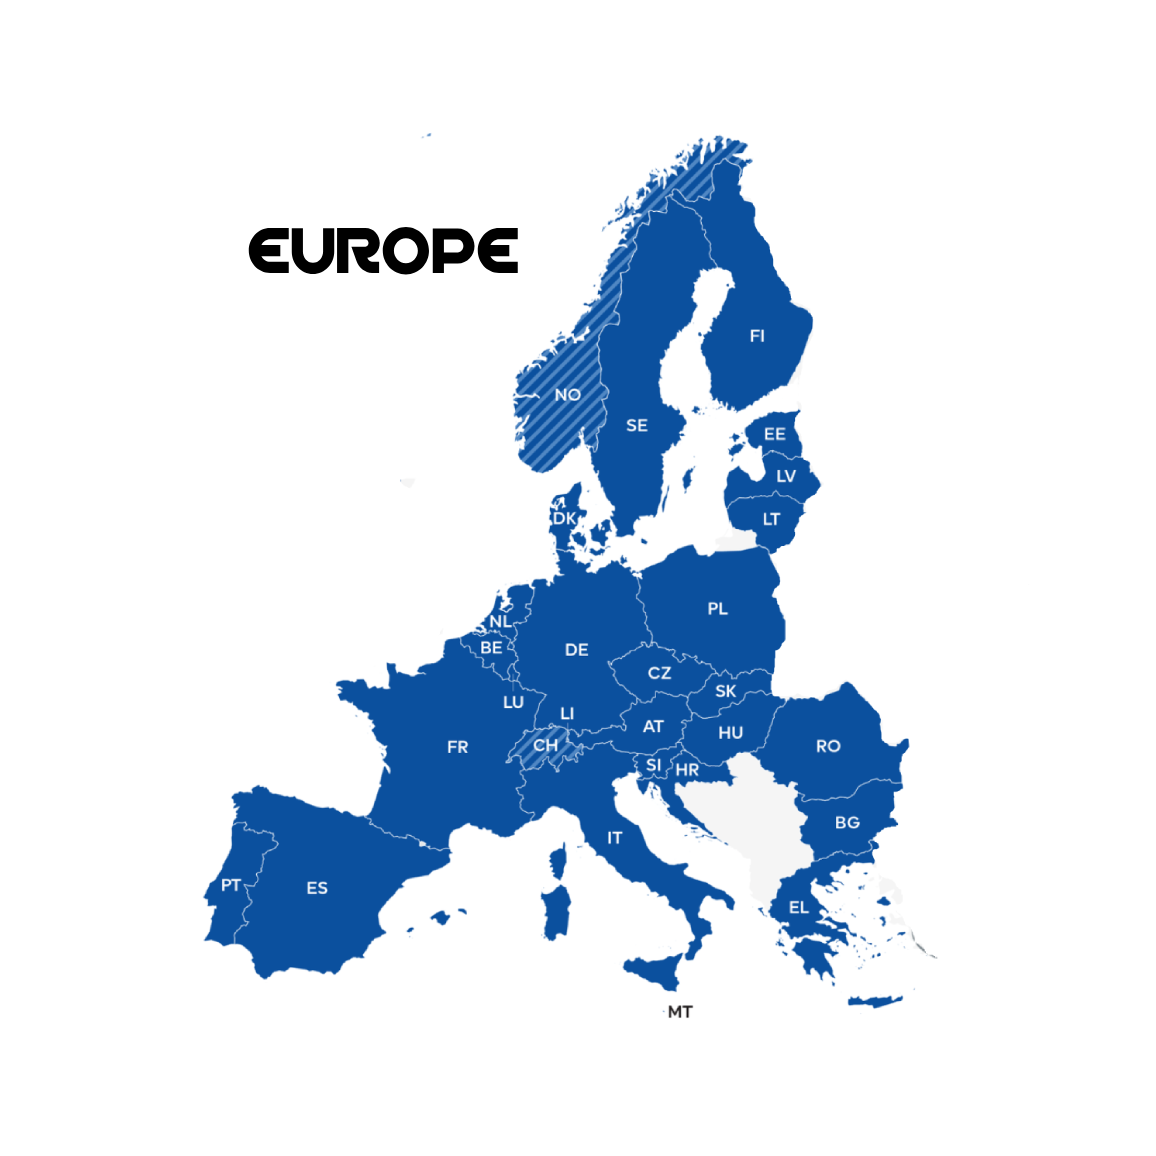 EUROPE
FI
NO
SE
EE
LV
DK
LT
PL
NL
BE
DE
CZ
SK
LU
LI
AT
HU
CH
FR
RO
SI
HR
BG
IT
PT
ES
EL
MT